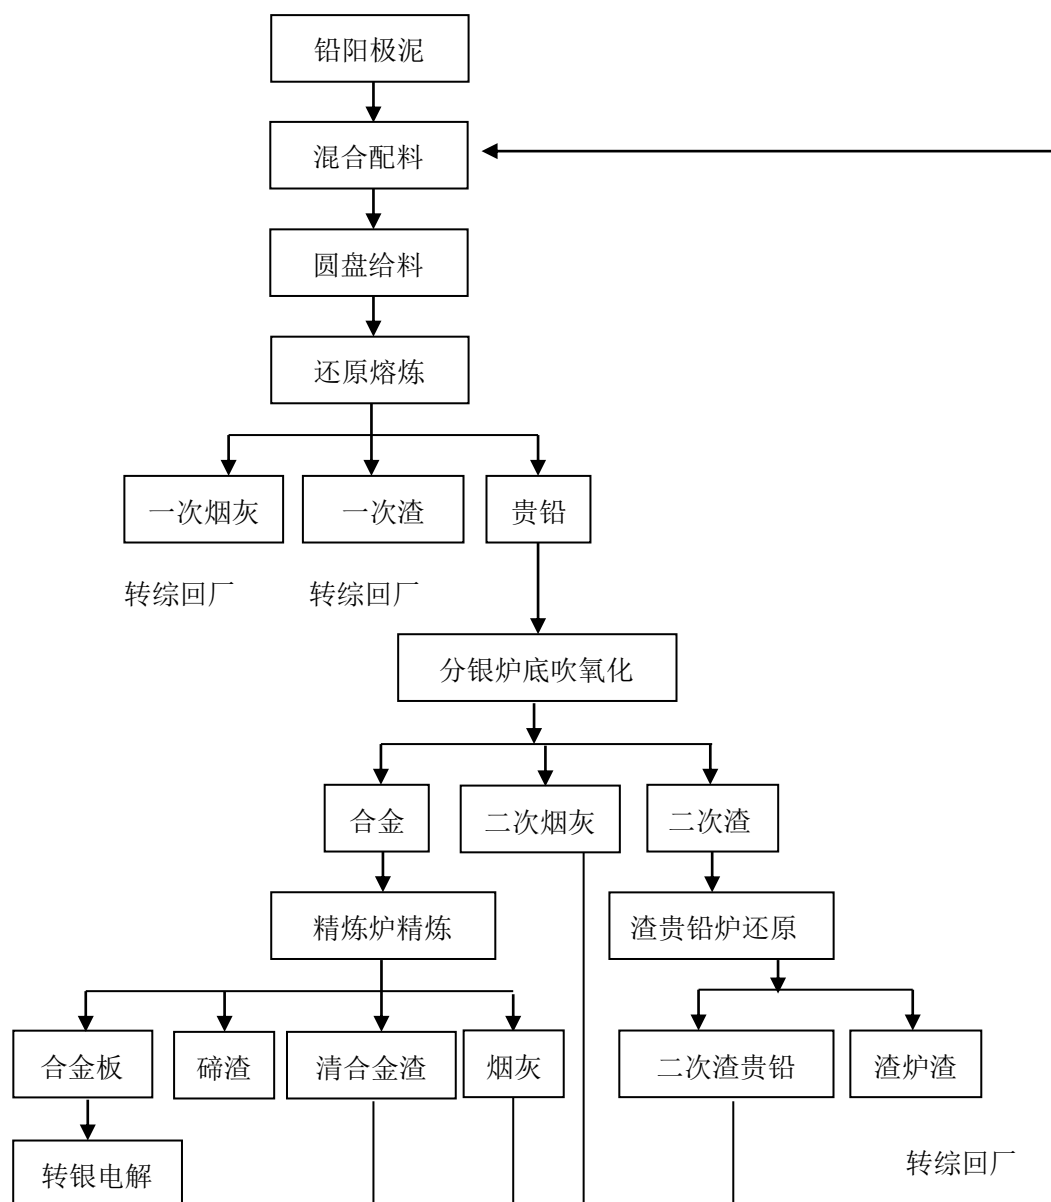 铅阳极泥
混合配料
圆盘给料
还原熔炼
一次烟灰
一次渣
贵铅
转综回厂
转综回厂
分银炉底吹氧化
合金
二次烟灰
二次渣
精炼炉精炼
渣贵铅炉还原
合金板
碲渣
清合金渣
烟灰
二次渣贵铅
渣炉渣
转银电解
转综回厂